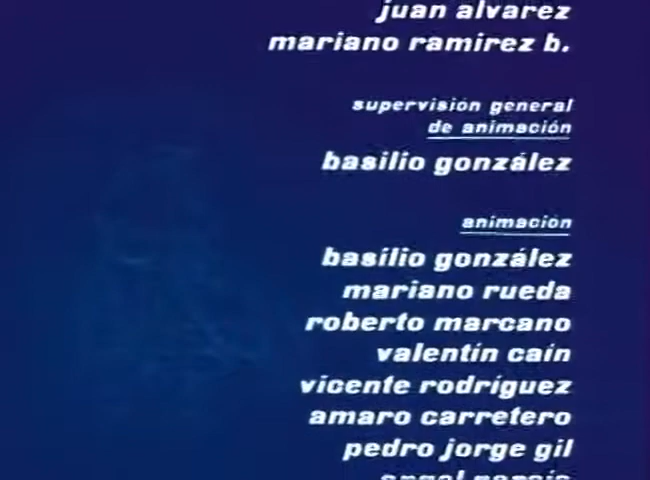 juan alvarez
mariano ramirez b.
supervisión general
de animación
basilio gonzález
animación
basilio gonzález
mariano rueda
roberto marcano
valentín caín
vicente rodríguez
amaro carretero
pedro jorge gil